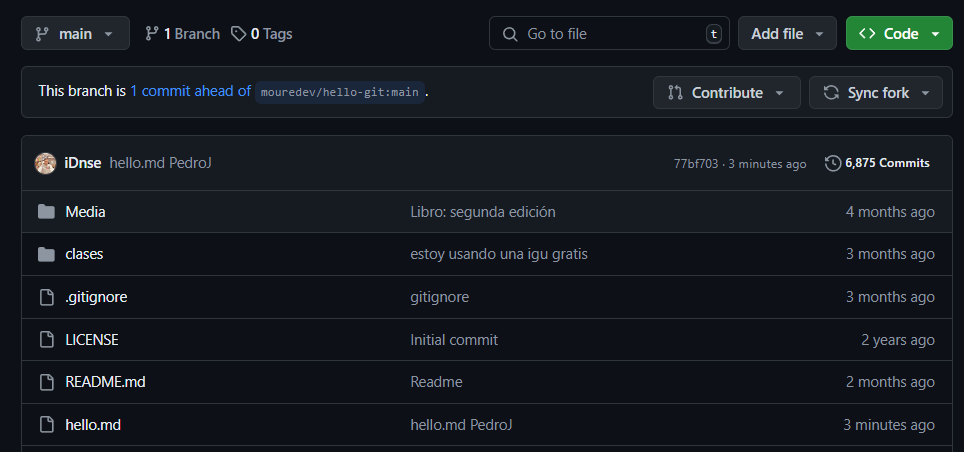 main 1 Branch 0 Tags Go to file t Add file Code
This branch is 1 commit ahead of mouredev/hello-git:main. Contribute Sync fork
iDnse hello.md PedroJ 77bf703 · 3 minutes ago 6,875 Commits
Media Libro: segunda edición 4 months ago
clases estoy usando una igu gratis 3 months ago
.gitignore gitignore 3 months ago
LICENSE Initial commit 2 years ago
README.md Readme 2 months ago
hello.md hello.md PedroJ 3 minutes ago